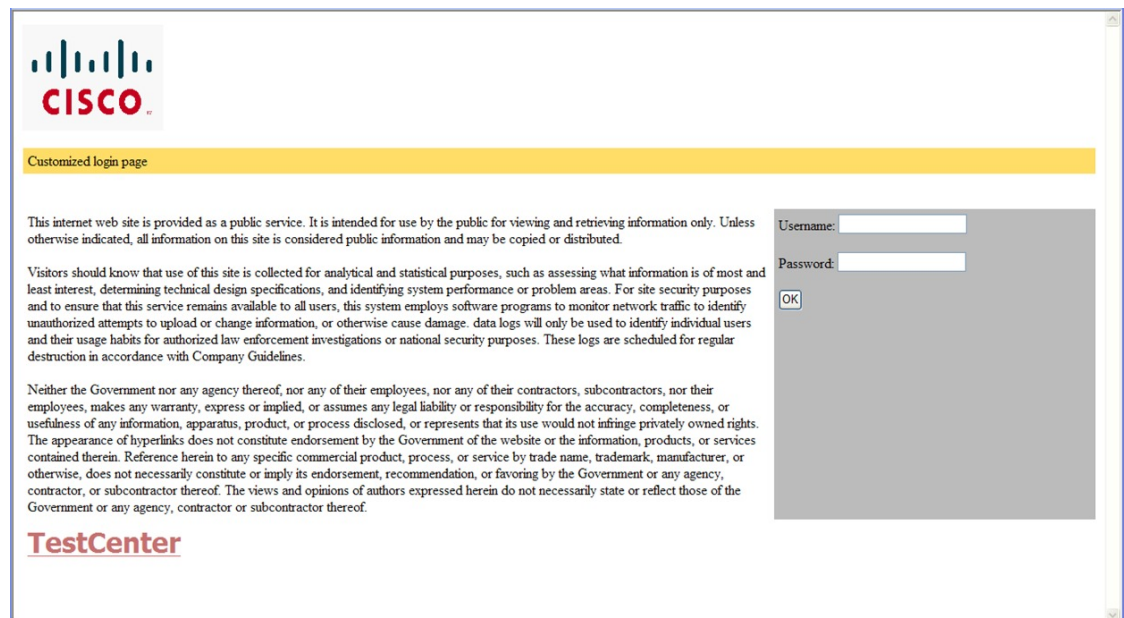 CISCO
Customized login page
This internet web site is provided as a public service. It is intended for use by the public for viewing and retrieving information only. Unless
otherwise indicated, all information on this site is considered public information and may be copied or distributed.
Username:
Password:
OK
Visitors should know that use of this site is collected for analytical and statistical purposes, such as assessing what information is of most and
least interest, determining technical design specifications, and identifying system performance or problem areas. For site security purposes
and to ensure that this service remains available to all users, this system employs software programs to monitor network traffic to identify
unauthorized attempts to upload or change information, or otherwise cause damage. data logs will only be used to identify individual users
and their usage habits for authorized law enforcement investigations or national security purposes. These logs are scheduled for regular
destruction in accordance with Company Guidelines.
Neither the Government nor any agency thereof, nor any of their employees, nor any of their contractors, subcontractors, nor their
employees, makes any warranty, express or implied, or assumes any legal liability or responsibility for the accuracy, completeness, or
usefulness of any information, apparatus, product, or process disclosed, or represents that its use would not infringe privately owned rights.
The appearance of hyperlinks does not constitute endorsement by the Government of the website or the information, products, or services
contained therein. Reference herein to any specific commercial product, process, or service by trade name, trademark, manufacturer, or
otherwise, does not necessarily constitute or imply its endorsement, recommendation, or favoring by the Government or any agency,
contractor, or subcontractor thereof. The views and opinions of authors expressed herein do not necessarily state or reflect those of the
Government or any agency, contractor or subcontractor thereof.
TestCenter